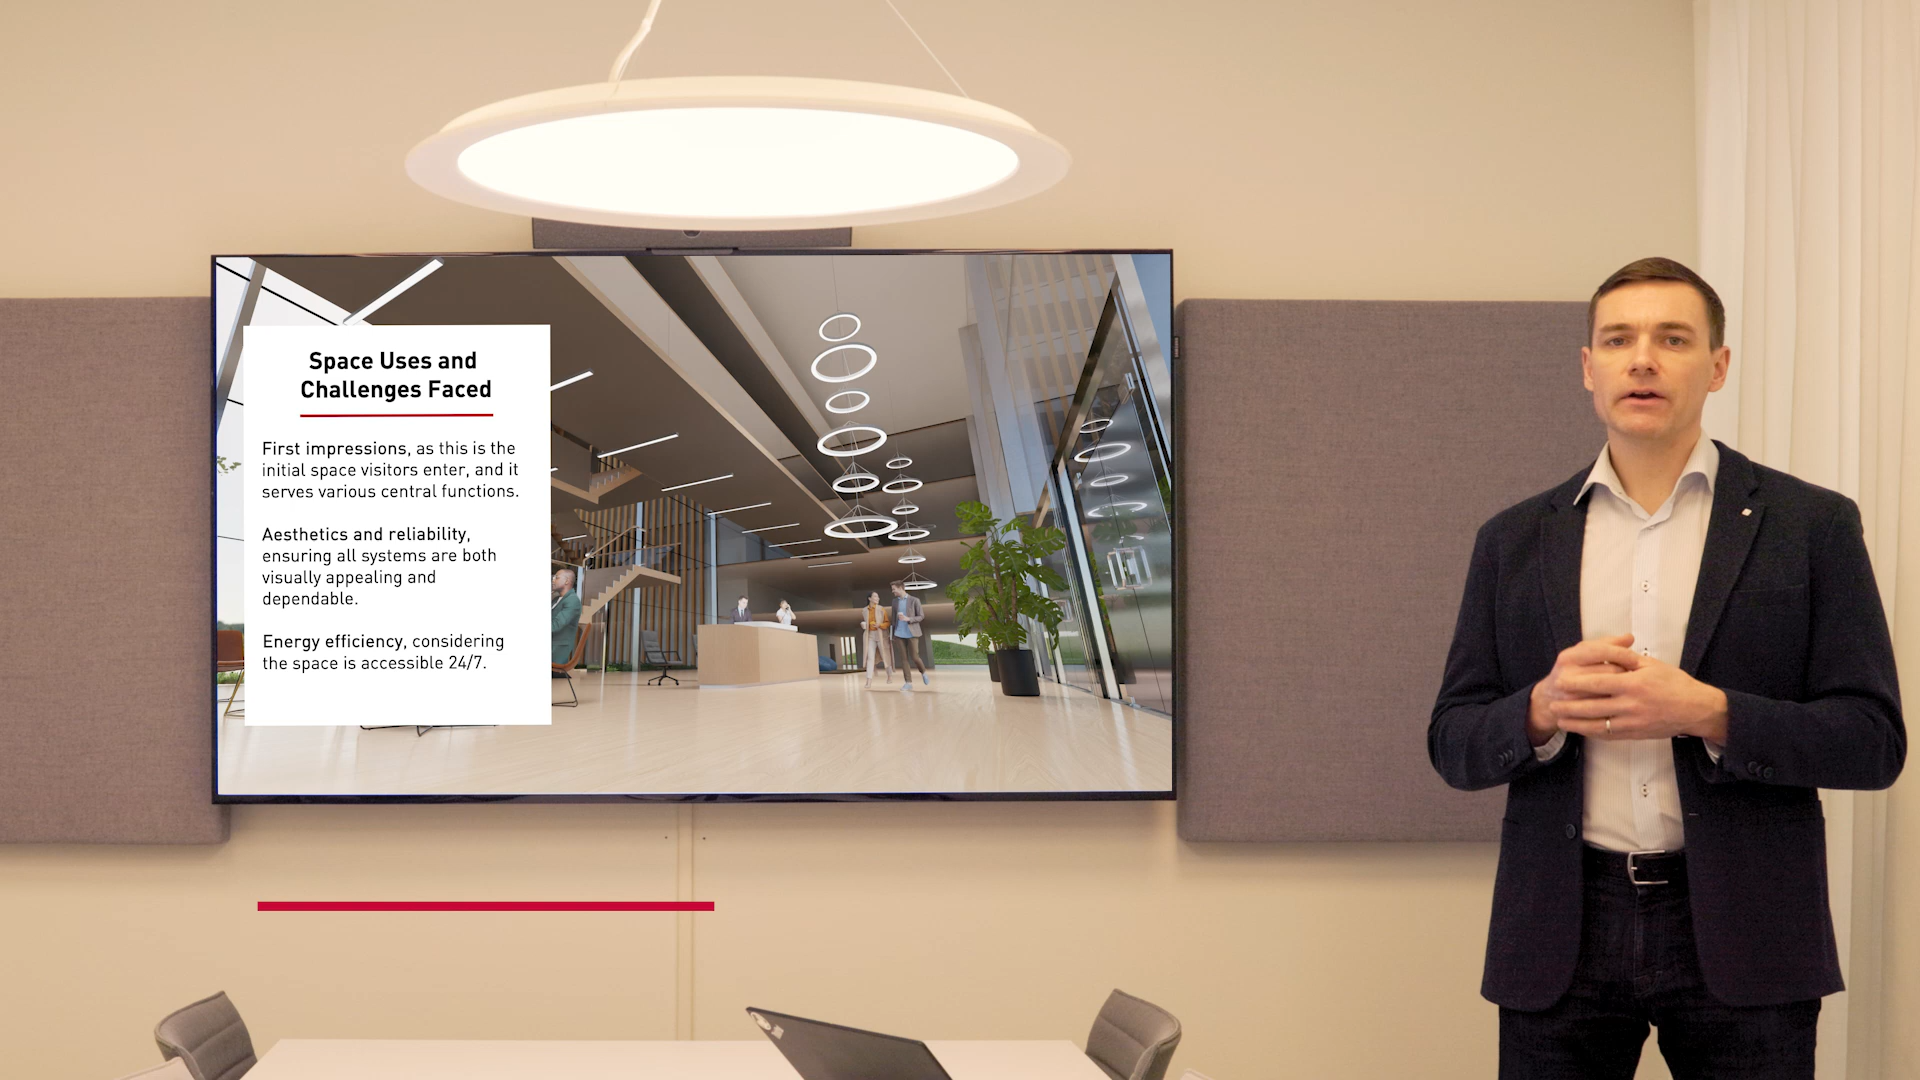 Space Uses and
Challenges Faced
First impressions, as this is the
initial space visitors enter, and it
serves various central functions.
Aesthetics and reliability,
ensuring all systems are both
visually appealing and
dependable.
Energy efficiency, considering
the space is accessible 24/7.